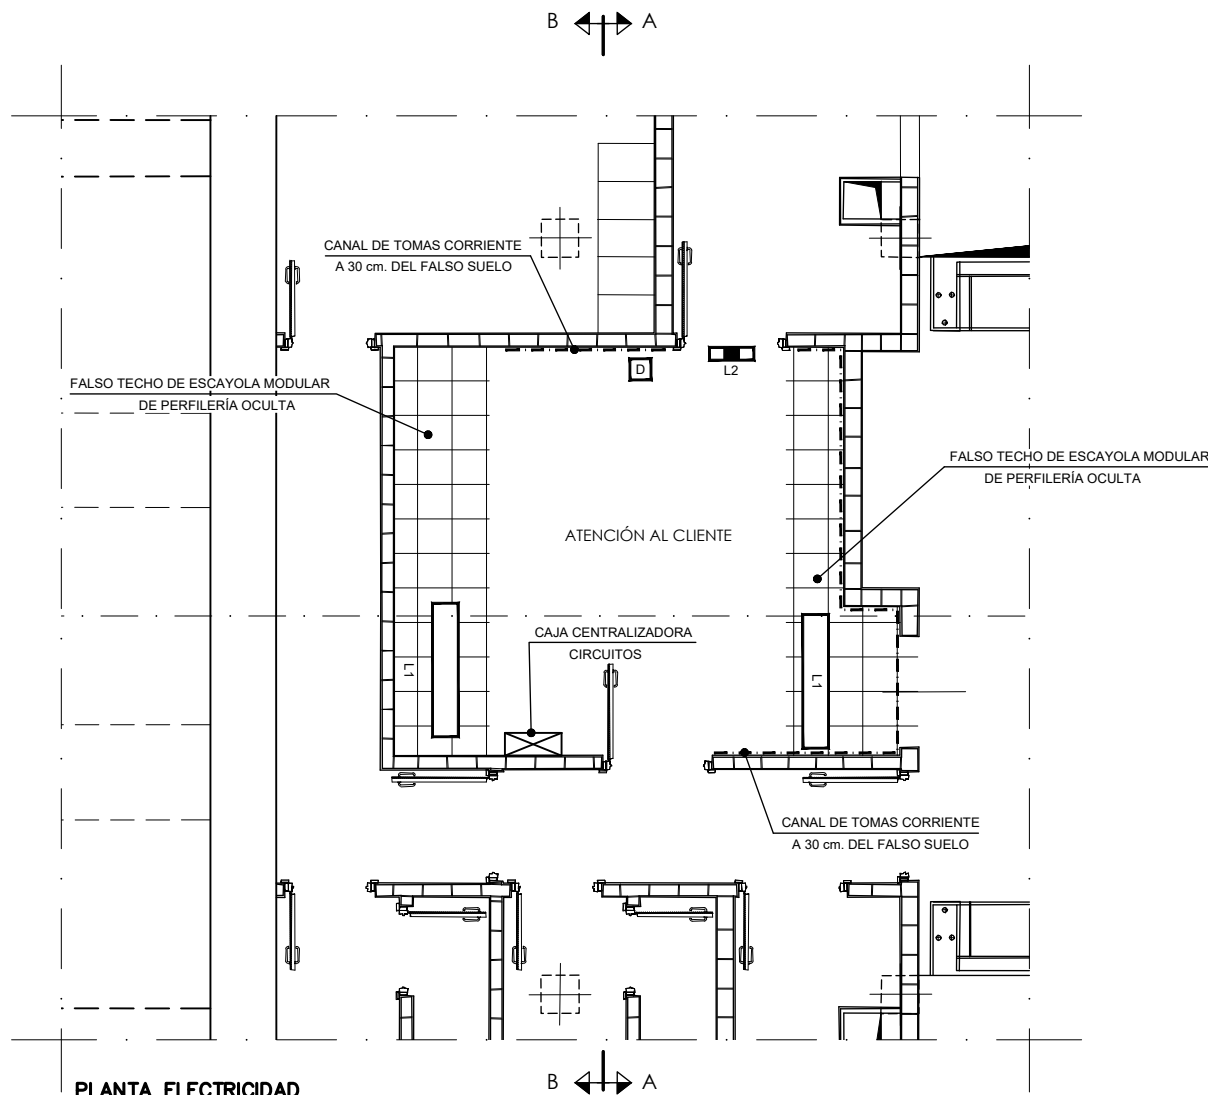 B A
CANAL DE TOMAS CORRIENTE
A 30 cm. DEL FALSO SUELO
D
L2
FALSO TECHO DE ESCAYOLA MODULAR
DE PERFILERÍA OCULTA
FALSO TECHO DE ESCAYOLA MODULAR
DE PERFILERÍA OCULTA
ATENCIÓN AL CLIENTE
CAJA CENTRALIZADORA
CIRCUITOS
L1
L1
CANAL DE TOMAS CORRIENTE
A 30 cm. DEL FALSO SUELO
B A
PLANTA ELECTRICIDAD